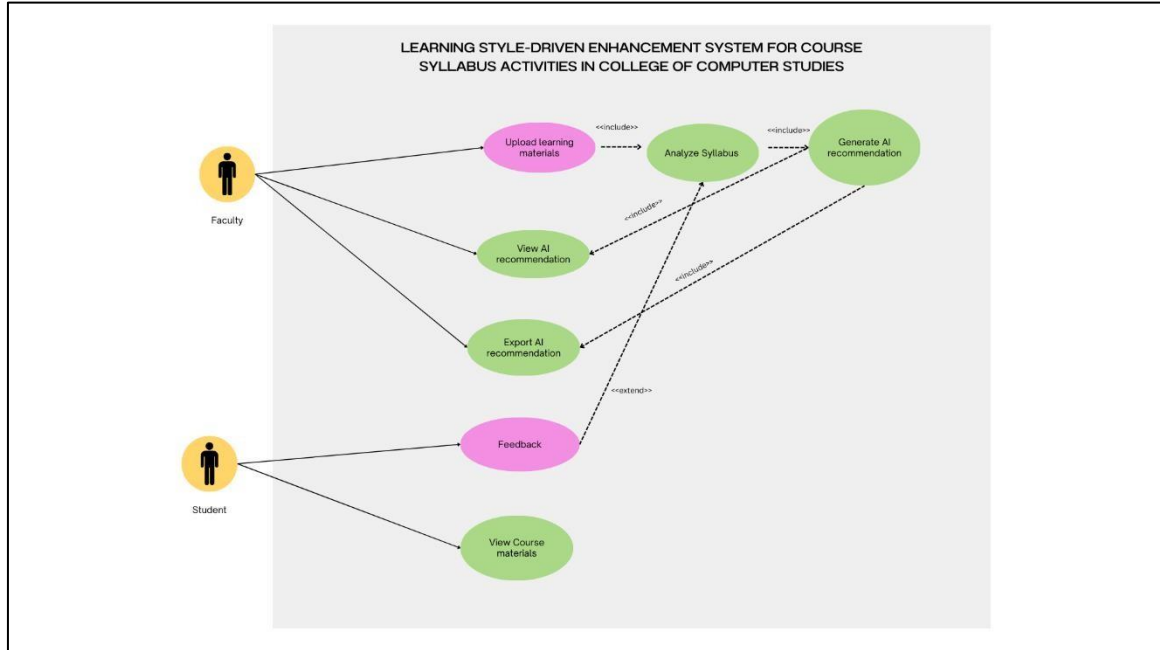 LEARNING STYLE-DRIVEN ENHANCEMENT SYSTEM FOR COURSE
SYLLABUS ACTIVITIES IN COLLEGE OF COMPUTER STUDIES
Upload learning
materials
<<include>>
Analyze Syllabus
<<include>>
Generate AI
recommendation
Faculty
<<include>>
View AI
recommendation
<<include>>
Export AI
recommendation
<<extend>>
Feedback
Student
View Course
materials